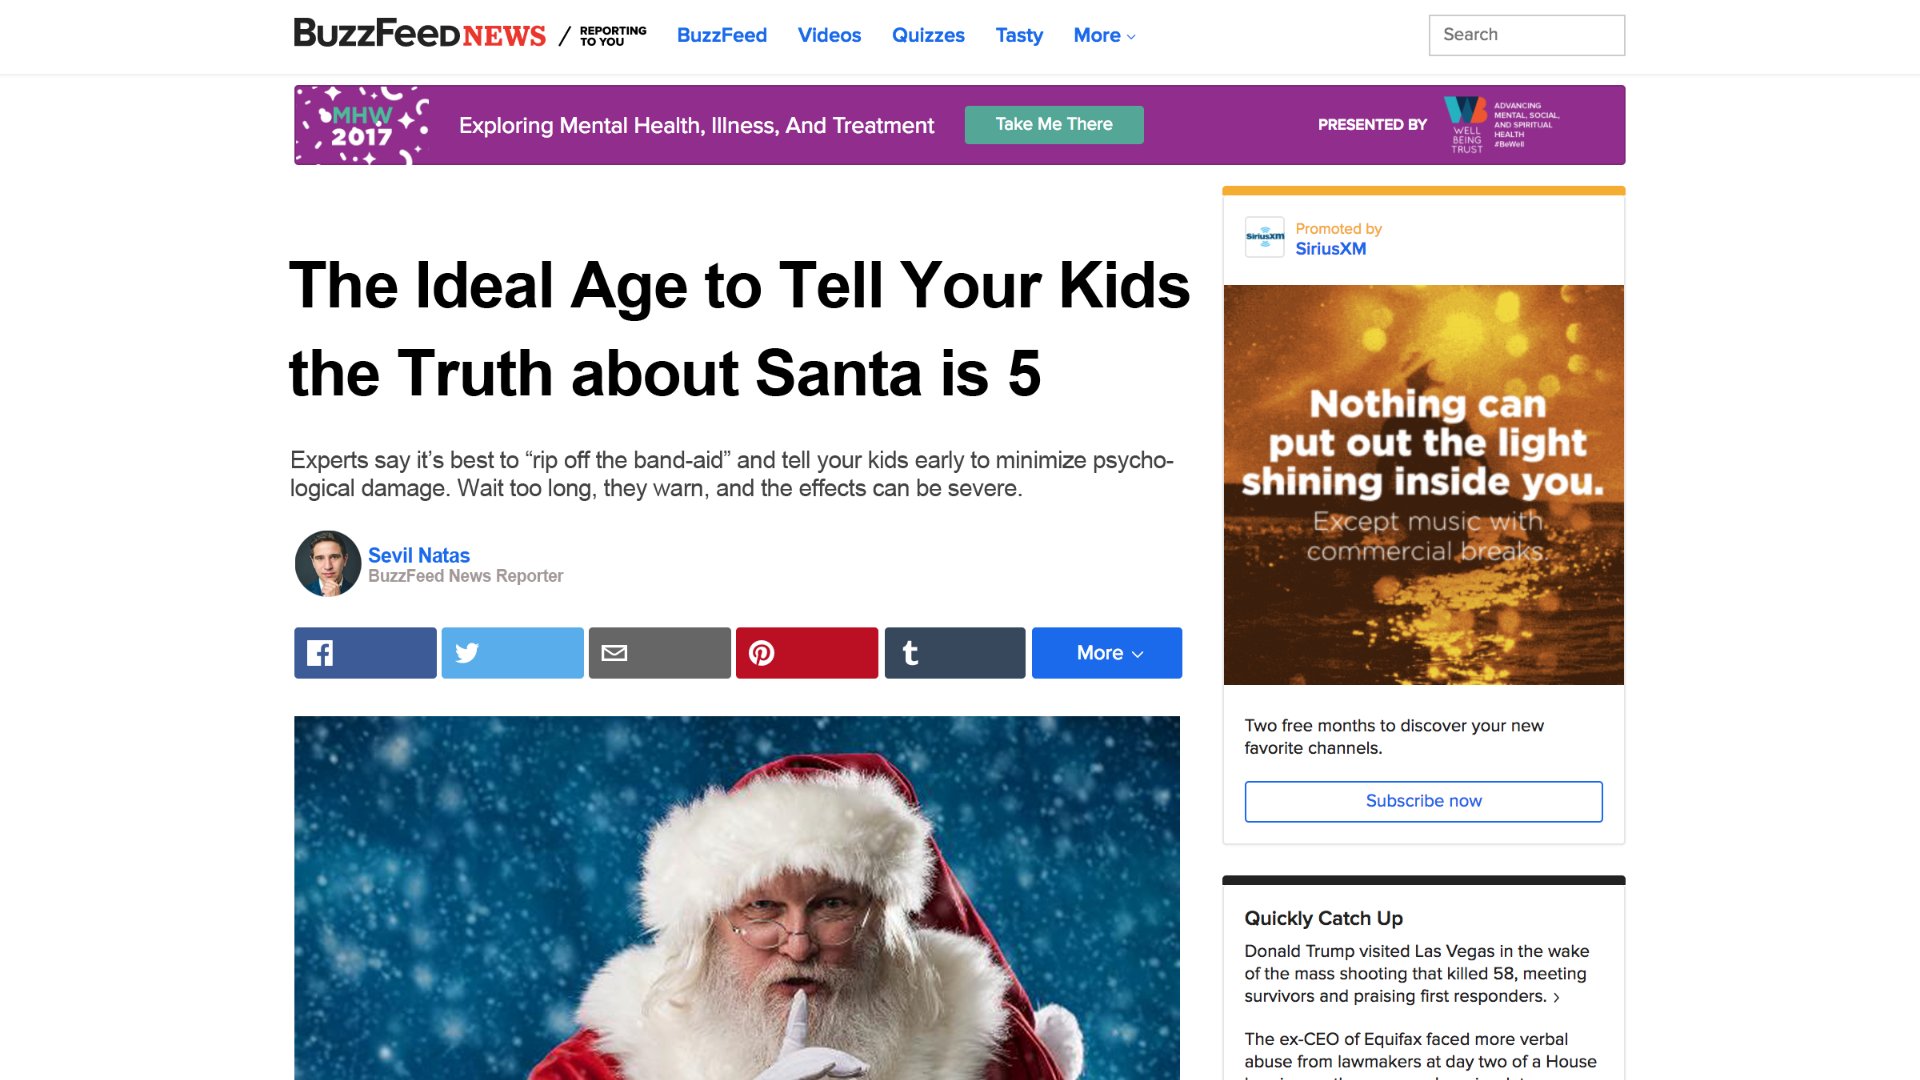 BuzzFeed NEWS / REPORTING TO YOU
BuzzFeed
Videos
Quizzes
Tasty
More
Search
MHW
2017
Exploring Mental Health, Illness, And Treatment
Take Me There
PRESENTED BY
WELL
BEING
TRUST
ADVANCING
MENTAL, SOCIAL,
AND SPIRITUAL
HEALTH
#BeWell
The Ideal Age to Tell Your Kids
the Truth about Santa is 5
Experts say it’s best to “rip off the band-aid” and tell your kids early to minimize psycho-
logical damage. Wait too long, they warn, and the effects can be severe.
Sevil Natas
BuzzFeed News Reporter
More
SiriusXM
Promoted by
SiriusXM
Nothing can
put out the light
shining inside you.
Except music with
commercial breaks.
Two free months to discover your new
favorite channels.
Subscribe now
Quickly Catch Up
Donald Trump visited Las Vegas in the wake
of the mass shooting that killed 58, meeting
survivors and praising first responders. ›
The ex-CEO of Equifax faced more verbal
abuse from lawmakers at day two of a House